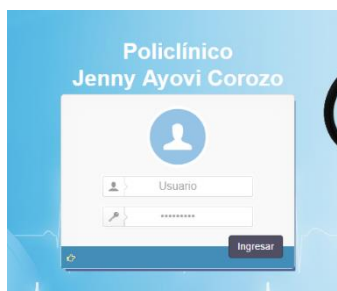 Policlínico
Jenny Ayovi Corozo
Usuario
••••••••• 
Ingresar